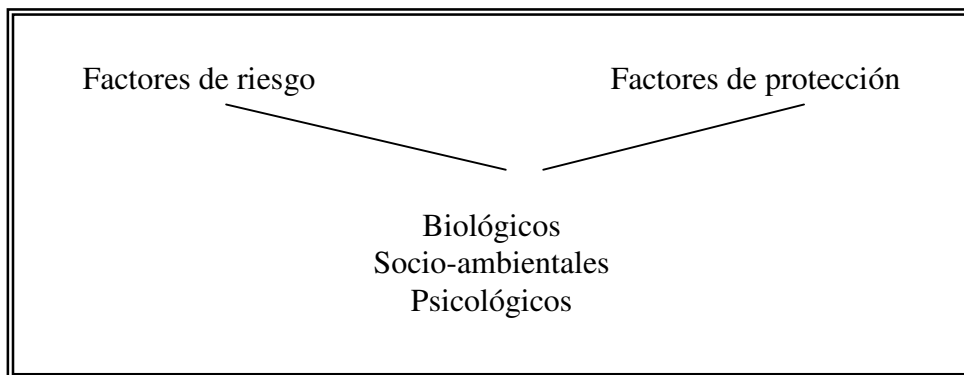 Factores de riesgo Factores de protección
Biológicos
Socio-ambientales
Psicológicos